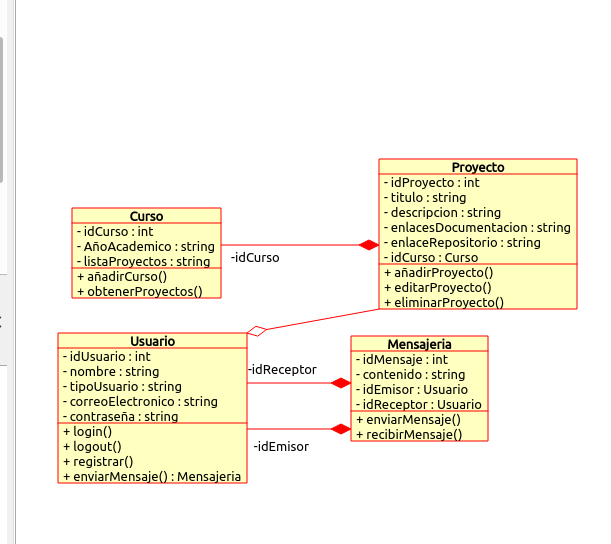 Proyecto
- idProyecto : int
- titulo : string
- descripcion : string
- enlacesDocumentacion : string
- enlaceRepositorio : string
- idCurso : Curso
+ añadirProyecto()
+ editarProyecto()
+ eliminarProyecto()
Curso
- idCurso : int
- AñoAcademico : string
- listaProyectos : string
+ añadirCurso()
+ obtenerProyectos()
-idCurso
Usuario
- idUsuario : int
- nombre : string
- tipoUsuario : string
- correoElectronico : string
- contraseña : string
+ login()
+ logout()
+ registrar()
+ enviarMensaje() : Mensajeria
-idReceptor
-idEmisor
Mensajeria
- idMensaje : int
- contenido : string
- idEmisor : Usuario
- idReceptor : Usuario
+ enviarMensaje()
+ recibirMensaje()